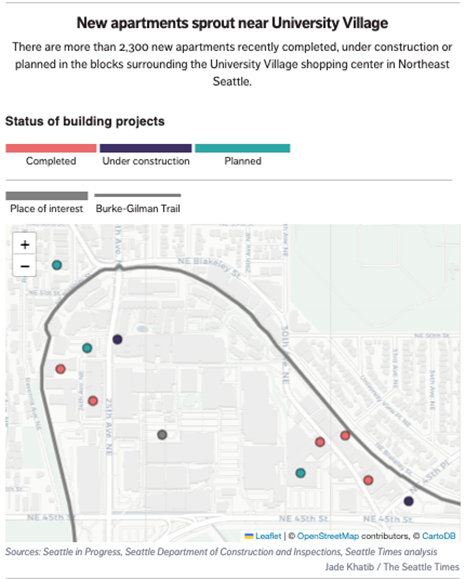 New apartments sprout near University Village
There are more than 2,300 new apartments recently completed, under construction or
planned in the blocks surrounding the University Village shopping center in Northeast
Seattle.
Status of building projects
Completed
Under construction
Planned
Place of interest
Burke-Gilman Trail
+
−
NE Blakeley St
25th Ave NE
30th Ave NE
NE 50th St
NE 45th St
NE 45th St
NE 45th Pl
Leaflet | © OpenStreetMap contributors, © CartoDB
Sources: Seattle in Progress, Seattle Department of Construction and Inspections, Seattle Times analysis
Jade Khatib / The Seattle Times